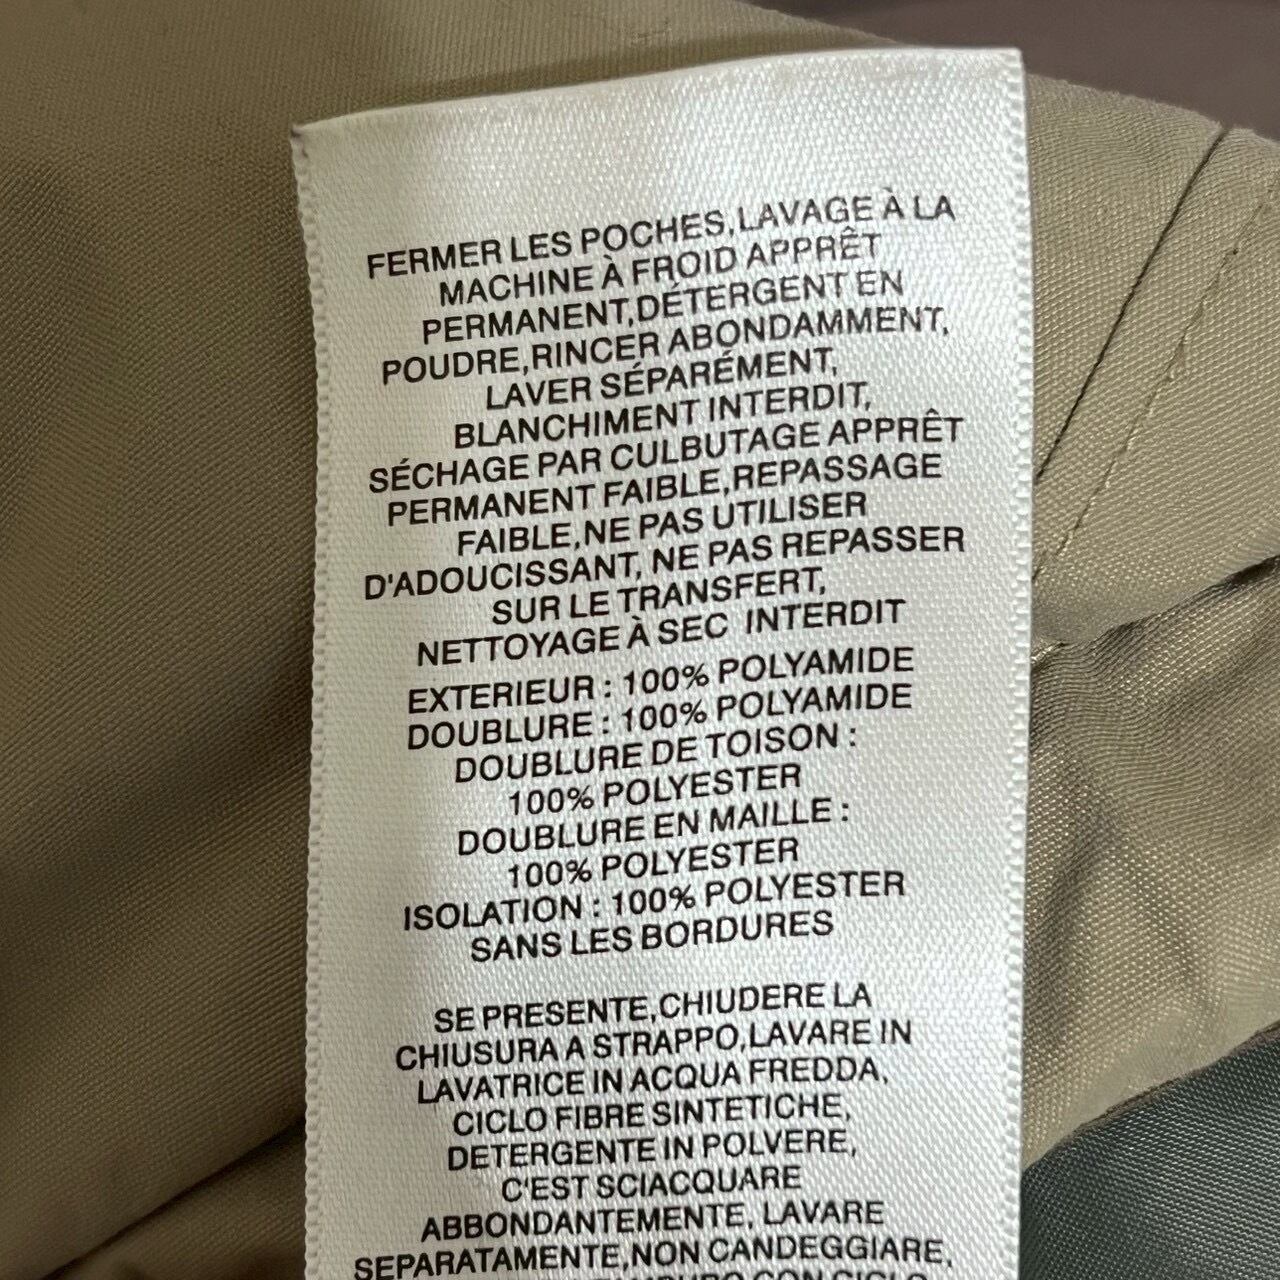 FERMER LES POCHES,LAVAGE À LA
MACHINE À FROID APPRÊT
PERMANENT,DÉTERGENT EN
POUDRE,RINCER ABONDAMMENT,
LAVER SÉPARÉMENT,
BLANCHIMENT INTERDIT,
SÉCHAGE PAR CULBUTAGE APPRÊT
PERMANENT FAIBLE,REPASSAGE
FAIBLE,NE PAS UTILISER
D'ADOUCISSANT, NE PAS REPASSER
SUR LE TRANSFERT,
NETTOYAGE À SEC INTERDIT
EXTERIEUR : 100% POLYAMIDE
DOUBLURE : 100% POLYAMIDE
DOUBLURE DE TOISON :
100% POLYESTER
DOUBLURE EN MAILLE :
100% POLYESTER
ISOLATION : 100% POLYESTER
SANS LES BORDURES
SE PRESENTE,CHIUDERE LA
CHIUSURA A STRAPPO,LAVARE IN
LAVATRICE IN ACQUA FREDDA,
CICLO FIBRE SINTETICHE,
DETERGENTE IN POLVERE,
C'EST SCIACQUARE
ABBONDANTEMENTE, LAVARE
SEPARATAMENTE,NON CANDEGGIARE,
CON CICLO